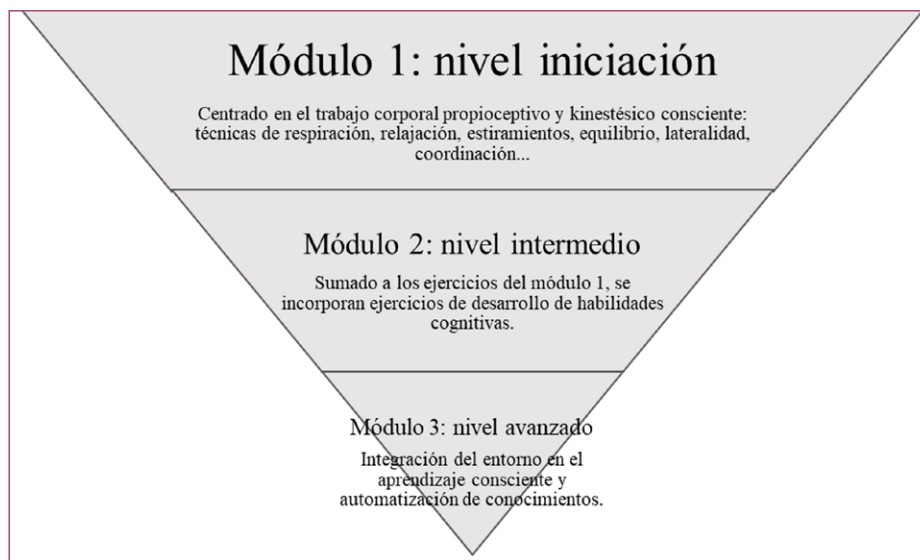 Módulo 1: nivel iniciación
Centrado en el trabajo corporal propioceptivo y kinestésico consciente:
técnicas de respiración, relajación, estiramientos, equilibrio, lateralidad,
coordinación...
Módulo 2: nivel intermedio
Sumado a los ejercicios del módulo 1, se
incorporan ejercicios de desarrollo de habilidades
cognitivas.
Módulo 3: nivel avanzado
Integración del entorno en el
aprendizaje consciente y
automatización de conocimientos.